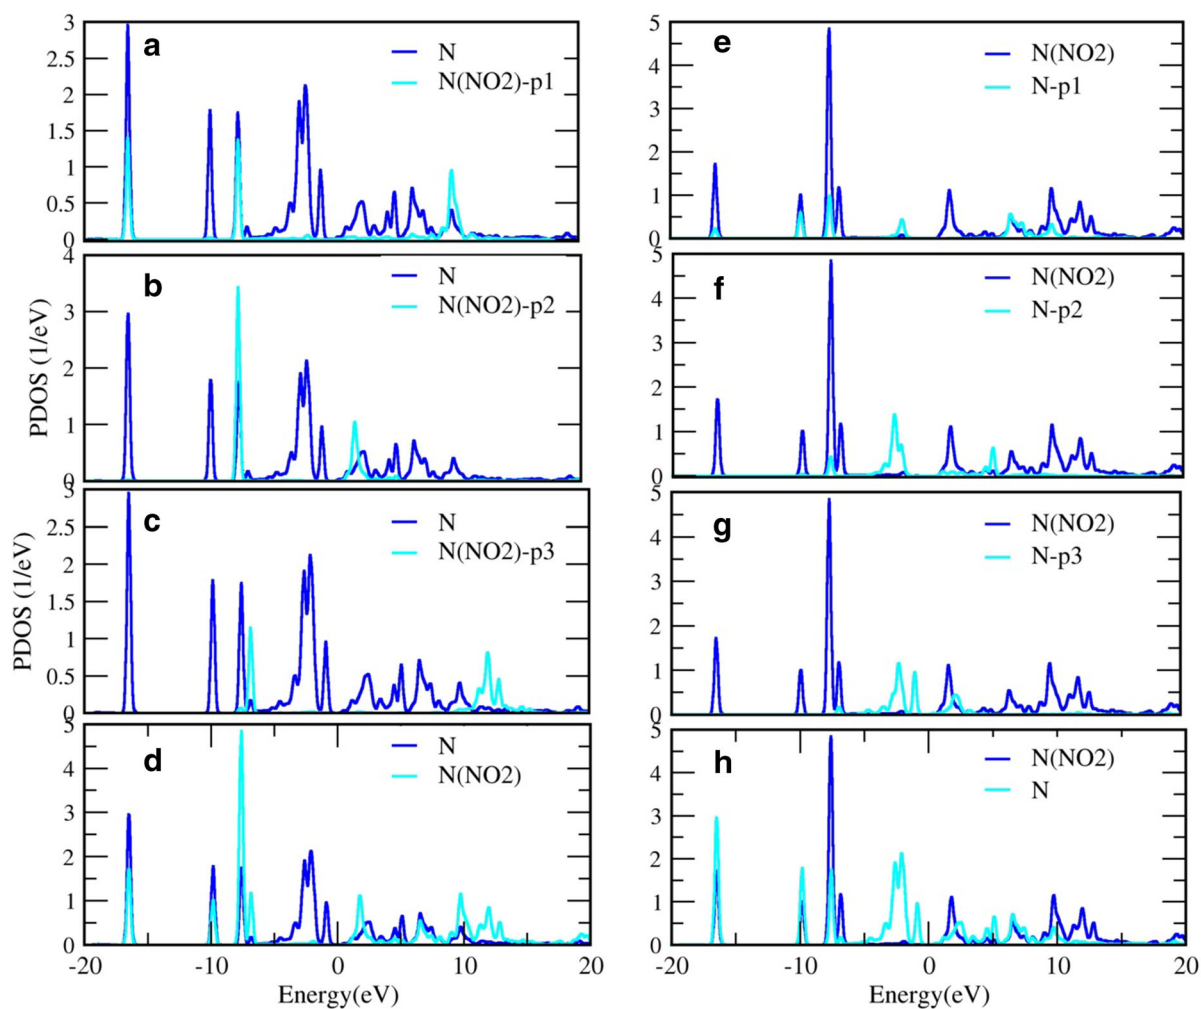 3
2.5
2
1.5
1
0.5
0
a
N
N(NO2)-p1
4
3
2
1
0
b
N
N(NO2)-p2
PDOS (1/eV)
3
2.5
2
1.5
1
0.5
0
c
N
N(NO2)-p3
PDOS (1/eV)
5
4
3
2
1
0
d
N
N(NO2)
-20
-10
0
10
20
Energy(eV)
5
4
3
2
1
0
e
N(NO2)
N-p1
5
4
3
2
1
0
f
N(NO2)
N-p2
5
4
3
2
1
0
g
N(NO2)
N-p3
5
4
3
2
1
0
h
N(NO2)
N
-20
-10
0
10
20
Energy(eV)